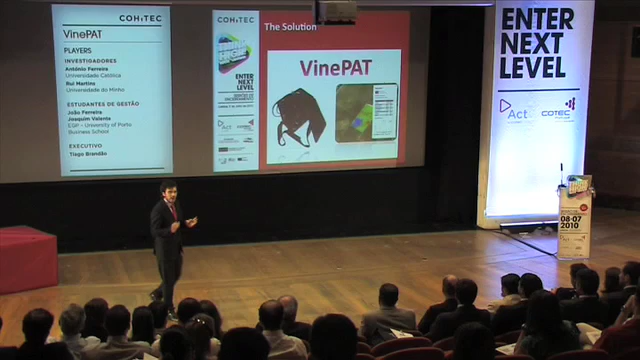 COHiTEC
VinePAT
PLAYERS
INVESTIGADORES
António Ferreira
Universidade Católica
Rui Martins
Universidade do Minho
ESTUDANTES DE GESTÃO
João Ferreira
Joaquim Valente
EGP – University of Porto
Business School
EXECUTIVO
Tiago Brandão
COHiTEC
ENTER
NEXT
LEVEL
Act
The Solution
VinePAT
ENTER
NEXT
LEVEL
Act
COTEC
08·07
2010
Act